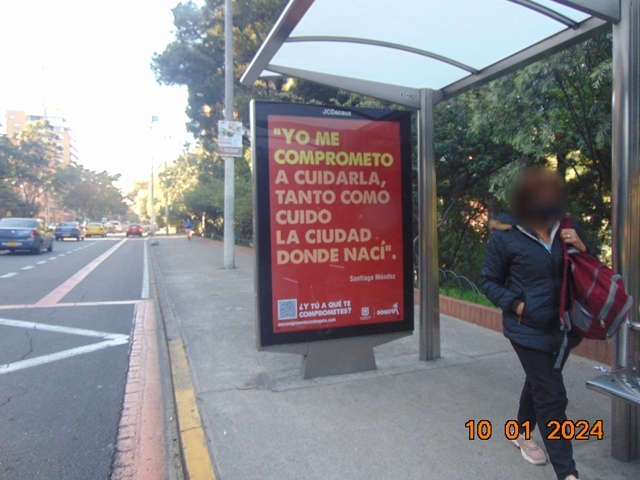 JCDecaux
"YO ME
COMPROMETO
A CUIDARLA,
TANTO COMO
CUIDO
LA CIUDAD
DONDE NACÍ".
Santiago Méndez
¿Y TÚ A QUÉ TE
COMPROMETES?
BOGOTÁ
10 01 2024